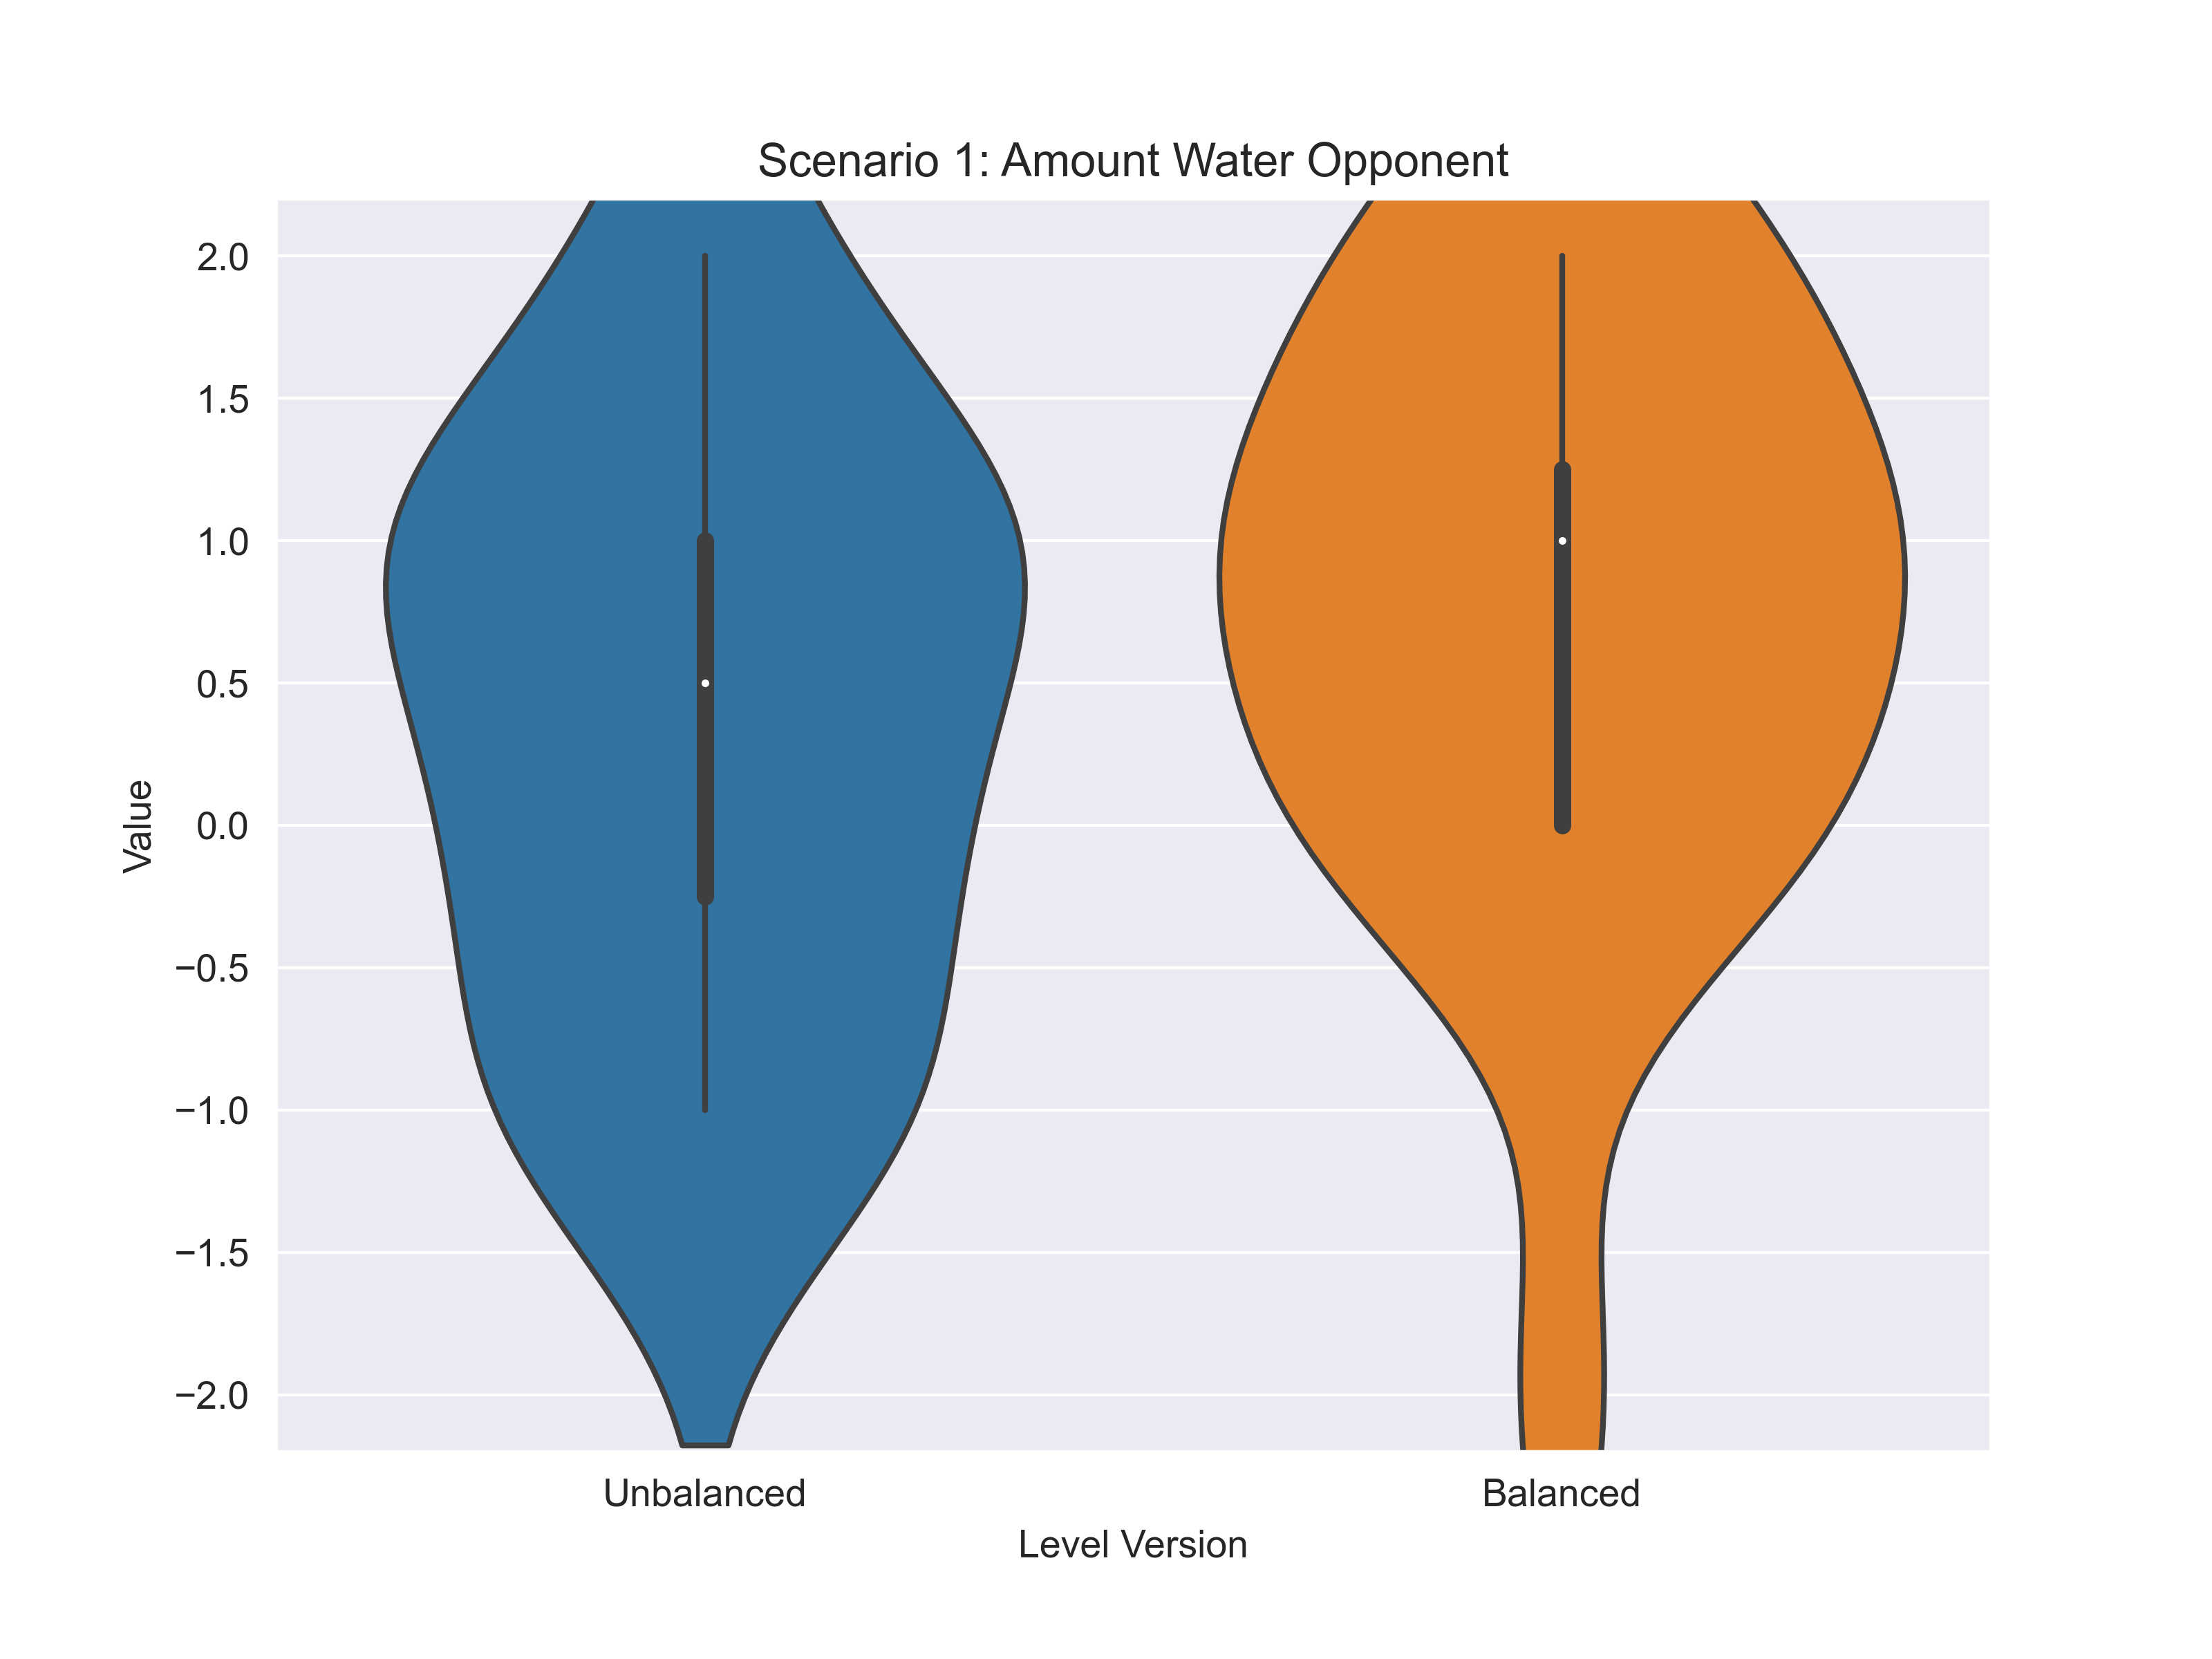 Scenario 1: Amount Water Opponent
2.0
1.5
1.0
0.5
0.0
−0.5
−1.0
−1.5
−2.0
Value
Unbalanced
Balanced
Level Version